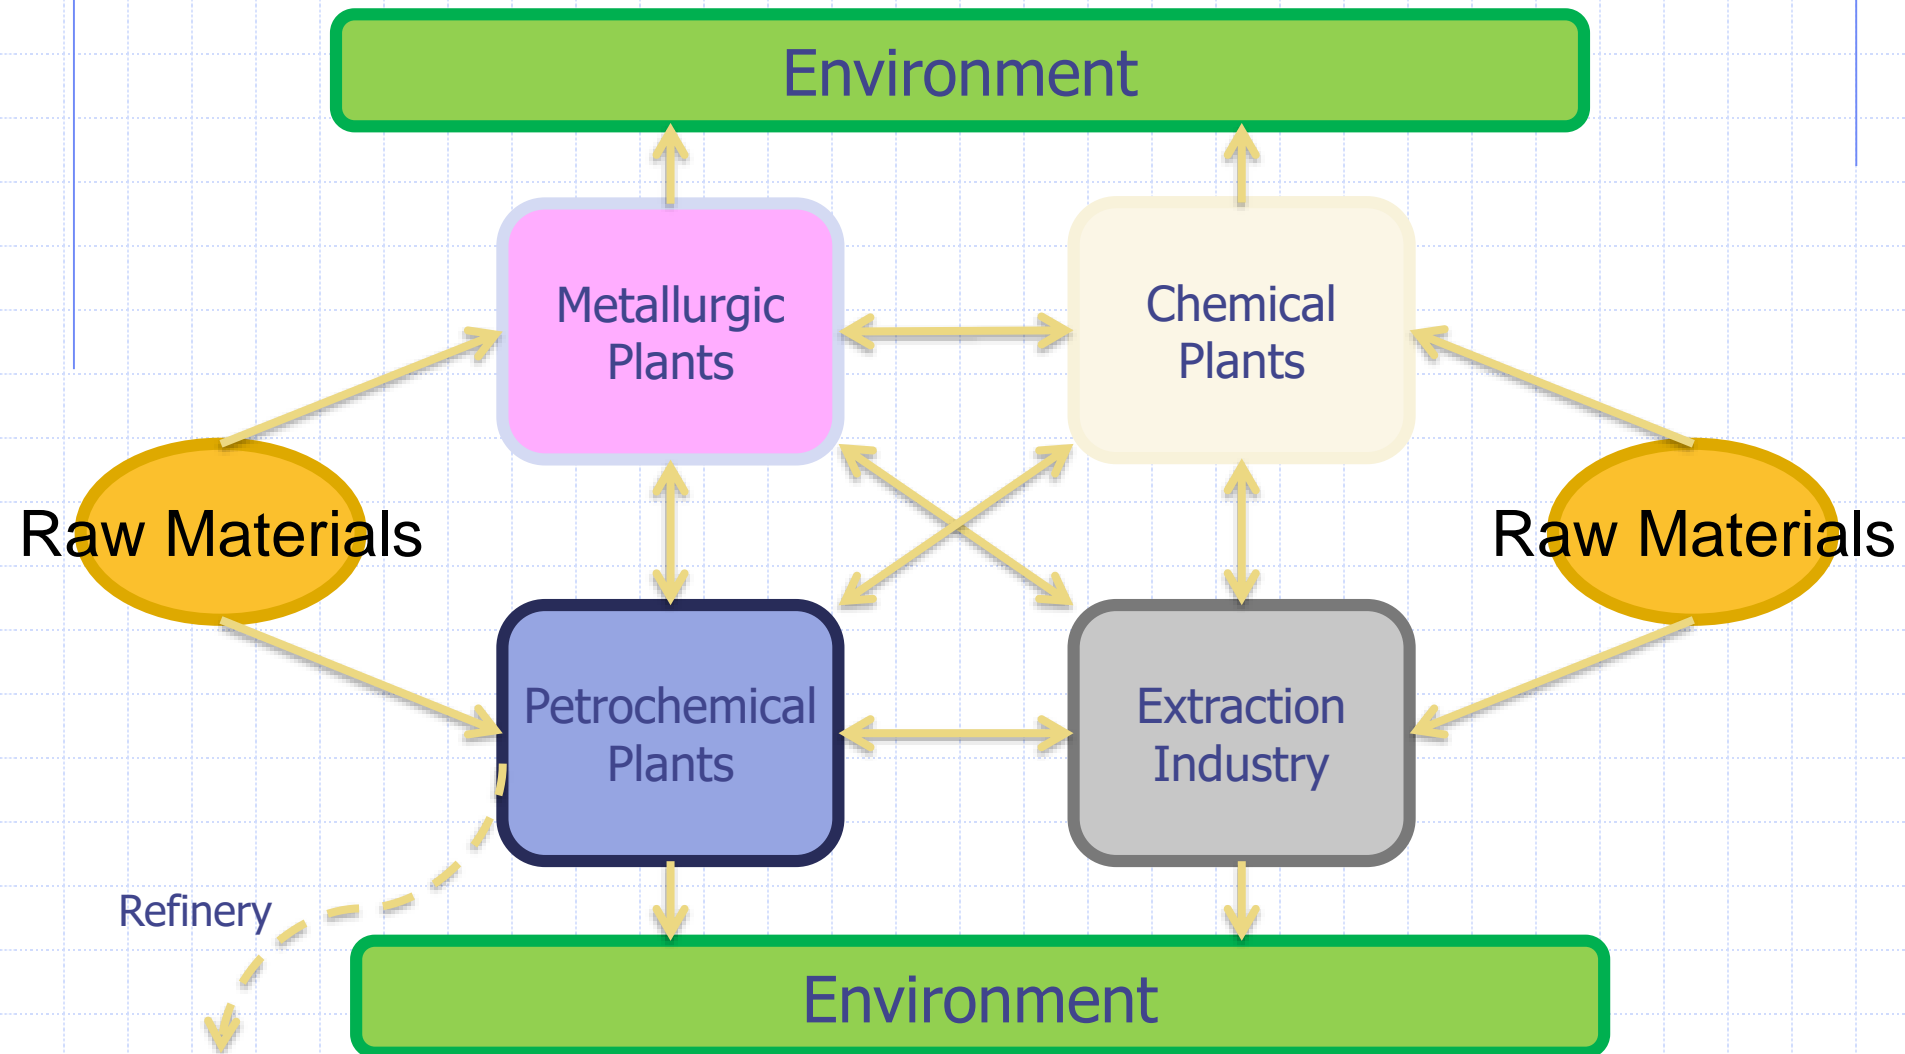 Environment
Metallurgic
Plants
Chemical
Plants
Raw Materials
Raw Materials
Petrochemical
Plants
Extraction
Industry
Refinery
Environment